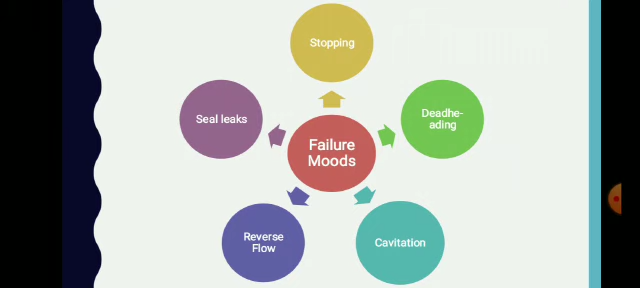 Stopping
Deadhe-
ading
Cavitation
Reverse
Flow
Seal leaks
Failure
Moods